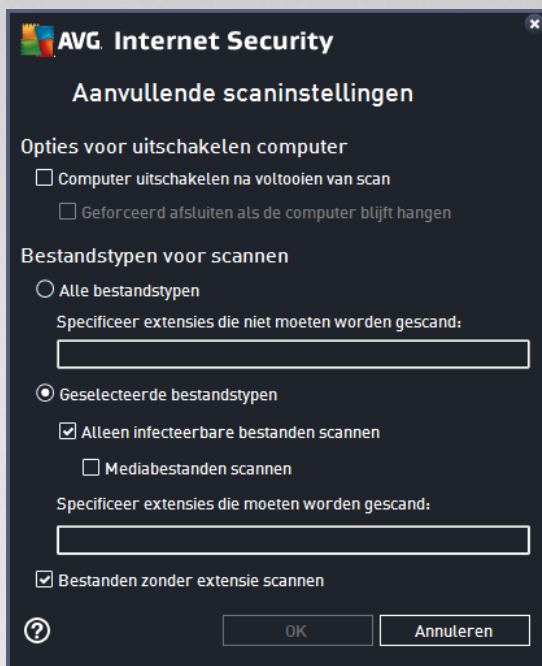 AVG Internet Security
Aanvullende scaninstellingen
Opties voor uitschakelen computer
Computer uitschakelen na voltooien van scan
Geforceerd afsluiten als de computer blijft hangen
Bestandstypen voor scannen
Alle bestandstypen
Specificeer extensies die niet moeten worden gescand:
Geselecteerde bestandstypen
Alleen infecteerbare bestanden scannen
Mediabestanden scannen
Specificeer extensies die moeten worden gescand:
Bestanden zonder extensie scannen
? OK Annuleren